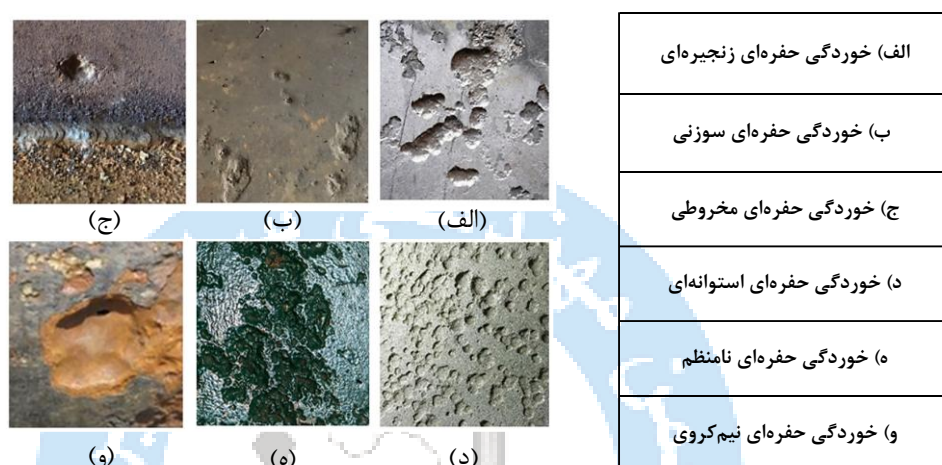 الف) خوردگی حفره‌ای زنجیره‌ای
ب) خوردگی حفره‌ای سوزنی
ج) خوردگی حفره‌ای مخروطی
د) خوردگی حفره‌ای استوانه‌ای
ه) خوردگی حفره‌ای نامنظم
و) خوردگی حفره‌ای نیم‌کروی
(الف) (ب) (ج)
(د) (ه) (و)